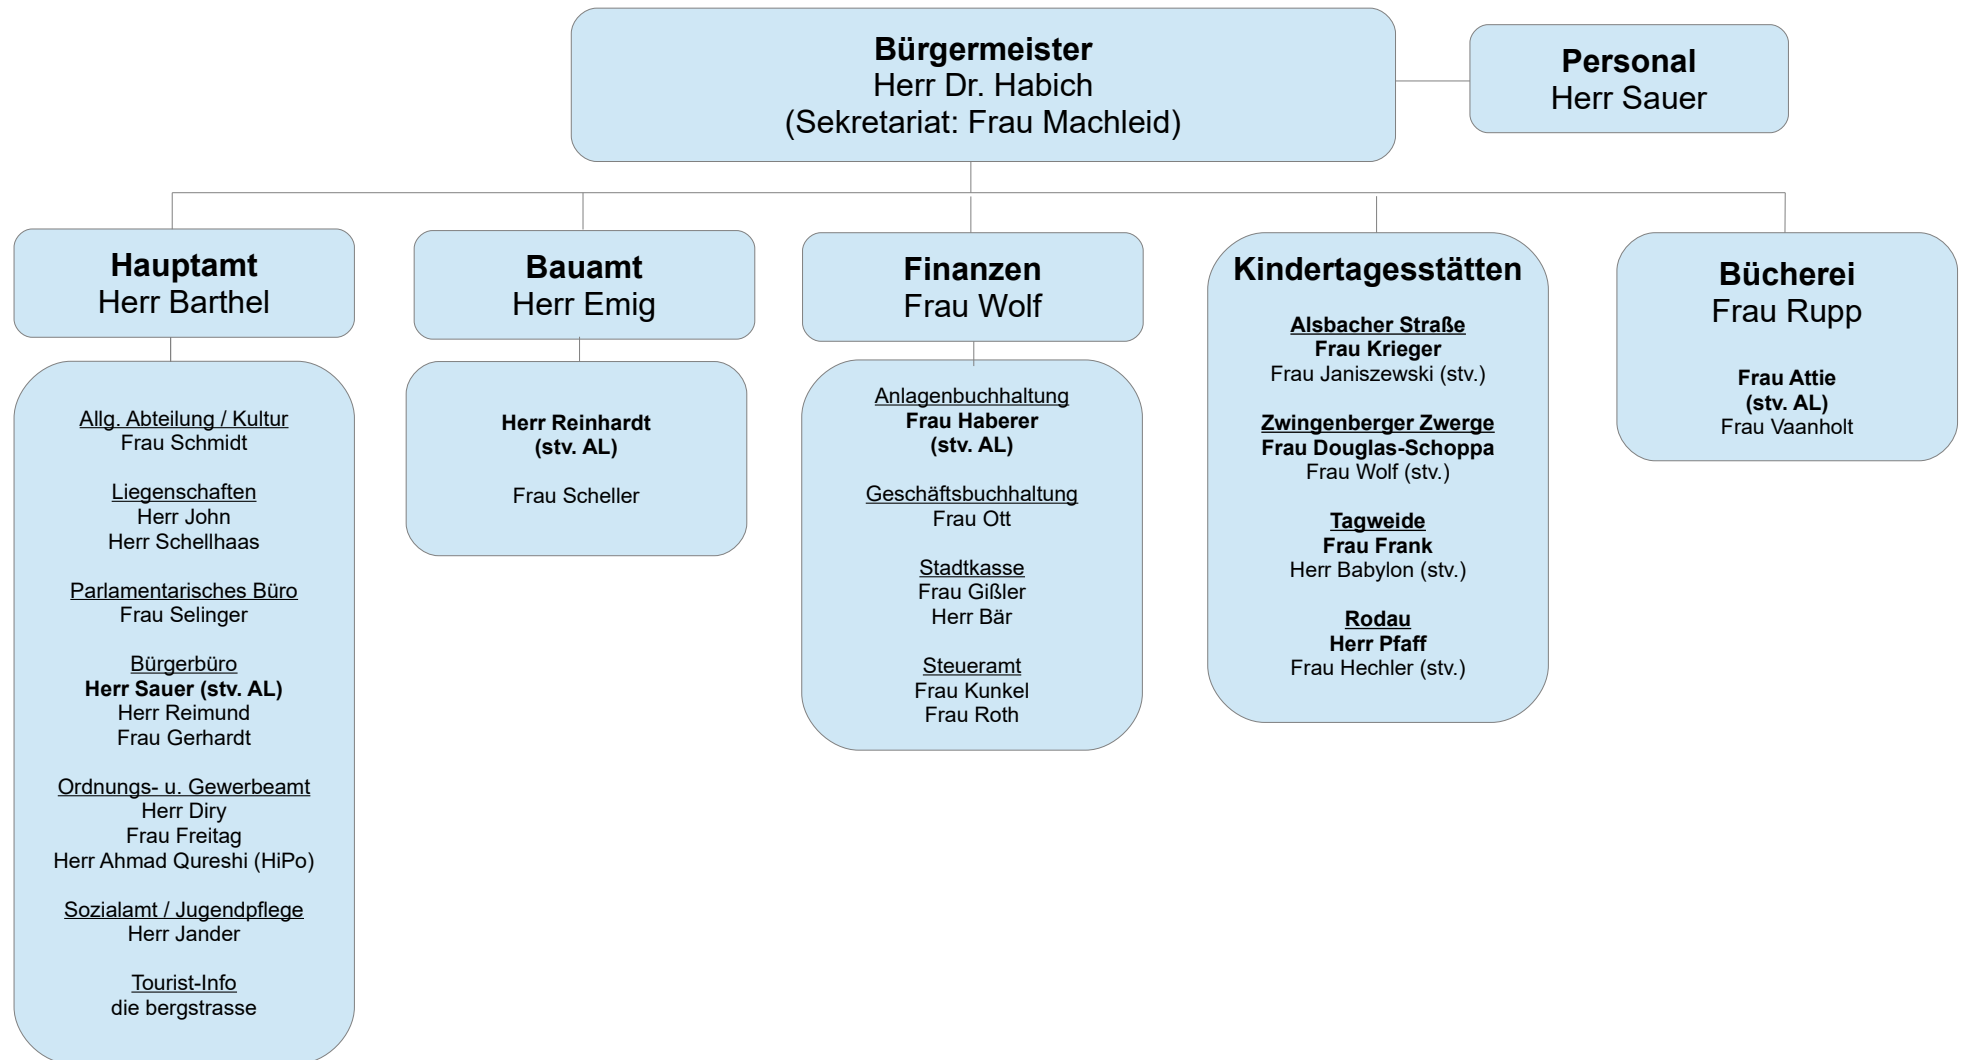 Bürgermeister
Herr Dr. Habich
(Sekretariat: Frau Machleid)
Personal
Herr Sauer
Hauptamt
Herr Barthel
Allg. Abteilung / Kultur
Frau Schmidt
Liegenschaften
Herr John
Herr Schellhaas
Parlamentarisches Büro
Frau Selinger
Bürgerbüro
Herr Sauer (stv. AL)
Herr Reimund
Frau Gerhardt
Ordnungs- u. Gewerbeamt
Herr Diry
Frau Freitag
Herr Ahmad Qureshi (HiPo)
Sozialamt / Jugendpflege
Herr Jander
Tourist-Info
die bergstrasse
Bauamt
Herr Emig
Herr Reinhardt
(stv. AL)
Frau Scheller
Finanzen
Frau Wolf
Anlagenbuchhaltung
Frau Haberer
(stv. AL)
Geschäftsbuchhaltung
Frau Ott
Stadtkasse
Frau Gißler
Herr Bär
Steueramt
Frau Kunkel
Frau Roth
Kindertagesstätten
Alsbacher Straße
Frau Krieger
Frau Janiszewski (stv.)
Zwingenberger Zwerge
Frau Douglas-Schoppa
Frau Wolf (stv.)
Tagweide
Frau Frank
Herr Babylon (stv.)
Rodau
Herr Pfaff
Frau Hechler (stv.)
Bücherei
Frau Rupp
Frau Attie
(stv. AL)
Frau Vaanholt